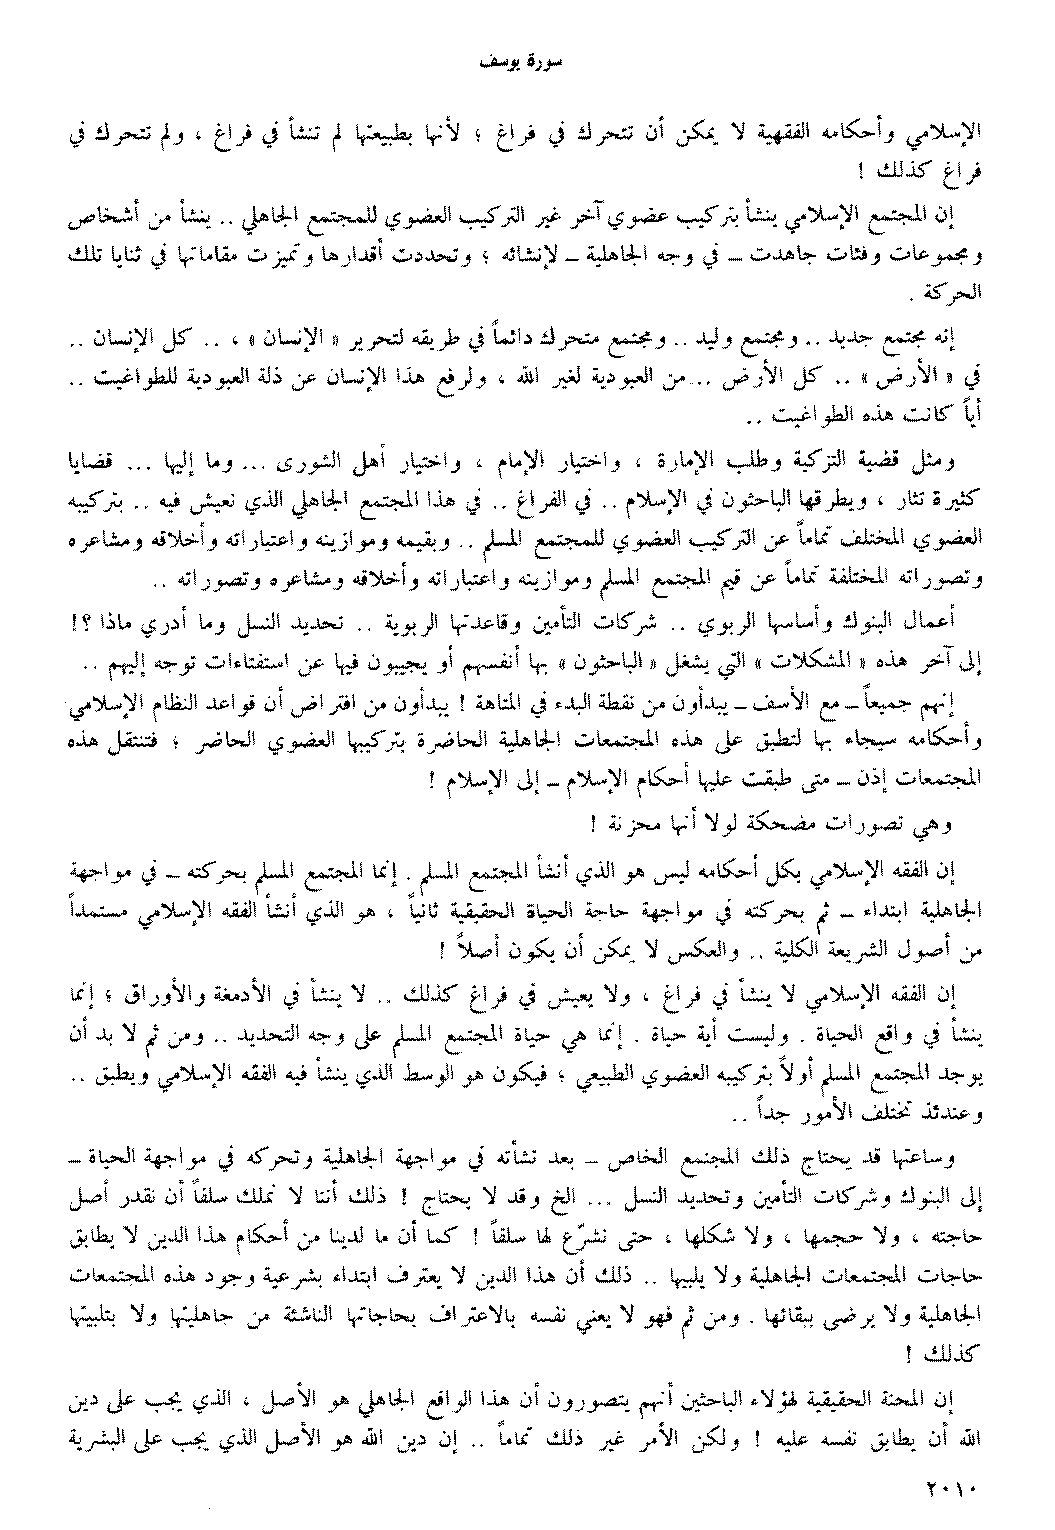 سورة يوسف
الإسلامي وأحكامه الفقهية لا يمكن أن تتحرك في فراغ ؛ لأنها بطبيعتها لم تنشأ في فراغ ، ولم تتحرك في
فراغ كذلك !
إن المجتمع الإسلامي ينشأ بتركيب عضوي آخر غير التركيب العضوي للمجتمع الجاهلي .. ينشأ من أشخاص
ومجموعات وفئات جاهدت – في وجه الجاهلية – لإنشائه ؛ وتحددت أقدارها وتميزت مقاماتها في ثنايا تلك
الحركة .
إنه مجتمع جديد .. ومجتمع وليد .. ومجتمع متحرك دائماً في طريقه لتحرير « الإنسان » ، .. كل الإنسان ..
في « الأرض » .. كل الأرض .. من العبودية لغير الله ، ولرفع هذا الإنسان عن ذلة العبودية للطواغيت ..
أياً كانت هذه الطواغيت ..
ومثل قضية التزكية وطلب الإمارة ، واختيار الإمام ، واختيار أهل الشورى ... وما إليها ... قضايا
كثيرة تثار ، ويطرقها الباحثون في الإسلام .. في الفراغ .. في هذا المجتمع الجاهلي الذي نعيش فيه .. بتركيبه
العضوي المختلف تماماً عن التركيب العضوي للمجتمع المسلم .. وبقيمه وموازينه واعتباراته وأخلاقه ومشاعره
وتصوراته المختلفة تماماً عن قيم المجتمع المسلم وموازينه واعتباراته وأخلاقه ومشاعره وتصوراته ..
أعمال البنوك وأساسها الربوي .. شركات التأمين وقاعدتها الربوية .. تحديد النسل وما أدري ماذا ؟!
إلى آخر هذه « المشكلات » التي يشغل « الباحثون » بها أنفسهم أو يجيبون فيها عن استفتاءات توجه إليهم ..
إنهم جميعاً – مع الأسف – يبدأون من نقطة البدء في المتاهة ! يبدأون من افتراض أن قواعد النظام الإسلامي
وأحكامه سيجاء بها لتطبق على هذه المجتمعات الجاهلية الحاضرة بتركيبها العضوي الحاضر ؛ فتنتقل هذه
المجتمعات إذن – متى طبقت عليها أحكام الإسلام – إلى الإسلام !
وهي تصورات مضحكة لولا أنها محزنة !
إن الفقه الإسلامي بكل أحكامه ليس هو الذي أنشأ المجتمع المسلم . إنما المجتمع المسلم بحركته – في مواجهة
الجاهلية ابتداء – ثم بحركته في مواجهة حاجة الحياة الحقيقية ثانياً ، هو الذي أنشأ الفقه الإسلامي مستمداً
من أصول الشريعة الكلية .. والعكس لا يمكن أن يكون أصلاً !
إن الفقه الإسلامي لا ينشأ في فراغ ، ولا يعيش في فراغ كذلك .. لا ينشأ في الأدمغة والأوراق ؛ إنما
ينشأ في واقع الحياة . وليست أية حياة . إنما هي حياة المجتمع المسلم على وجه التحديد .. ومن ثم لا بد أن
يوجد المجتمع المسلم أولاً بتركيبه العضوي الطبيعي ؛ فيكون هو الوسط الذي ينشأ فيه الفقه الإسلامي ويطبق ..
وعندئذ تختلف الأمور جداً ..
وساعتها قد يحتاج ذلك المجتمع الخاص – بعد نشأته في مواجهة الجاهلية وتحركه في مواجهة الحياة –
إلى البنوك وشركات التأمين وتحديد النسل ... الخ وقد لا يحتاج ! ذلك أننا لا نملك سلفاً أن نقدر أصل
حاجته ، ولا حجمها ، ولا شكلها ، حتى نشرّع لها سلفاً ! كما أن ما لدينا من أحكام هذا الدين لا يطابق
حاجات المجتمعات الجاهلية ولا يلبيها .. ذلك أن هذا الدين لا يعترف ابتداء بشرعية وجود هذه المجتمعات
الجاهلية ولا يرضى ببقائها . ومن ثم فهو لا يعني نفسه بالاعتراف بحاجاتها الناشئة من جاهليتها ولا بتلبيتها
كذلك !
إن المحنة الحقيقية لهؤلاء الباحثين أنهم يتصورون أن هذا الواقع الجاهلي هو الأصل ، الذي يجب على دين
الله أن يطابق نفسه عليه ! ولكن الأمر غير ذلك تماماً .. إن دين الله هو الأصل الذي يجب على البشرية
٢٠١٠